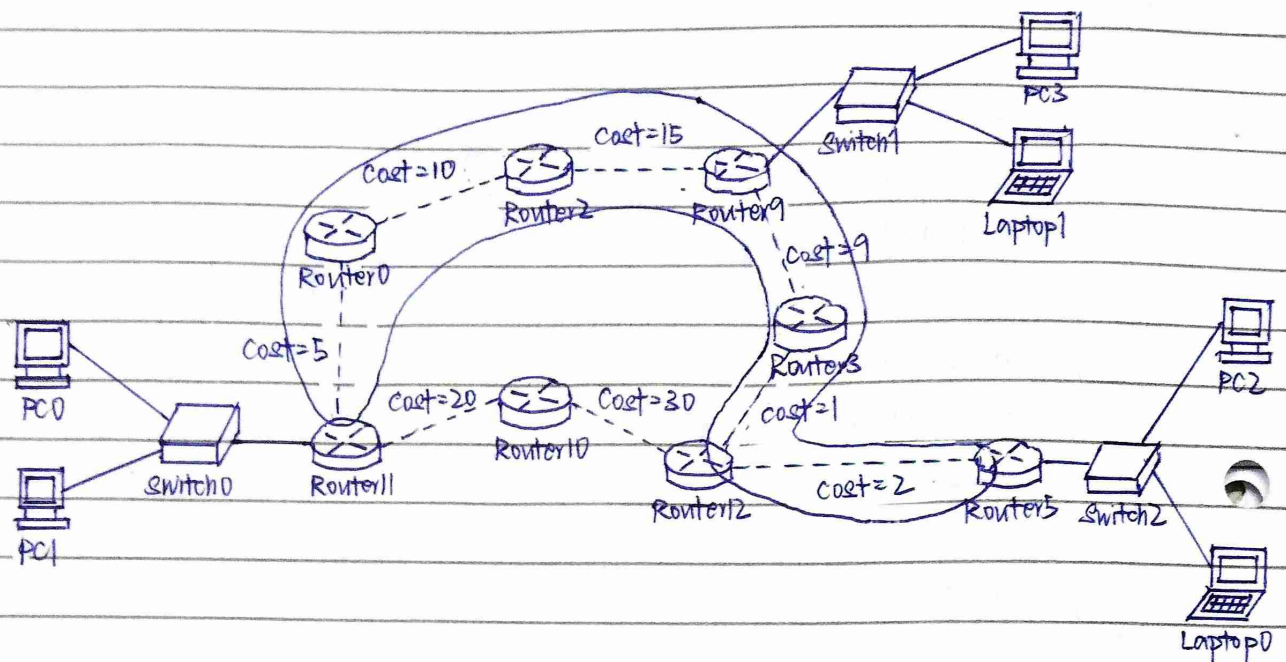 PC3
Switch1
Cost=15
Cost=10
Router2
Router9
Laptop1
Router0
Cost=9
Cost=5
Router3
PC2
PC0
Cost=20
Cost=30
Cost=1
Router10
Switch0
Router11
Router12
Cost=2
Router5
Switch2
PC1
Laptop0